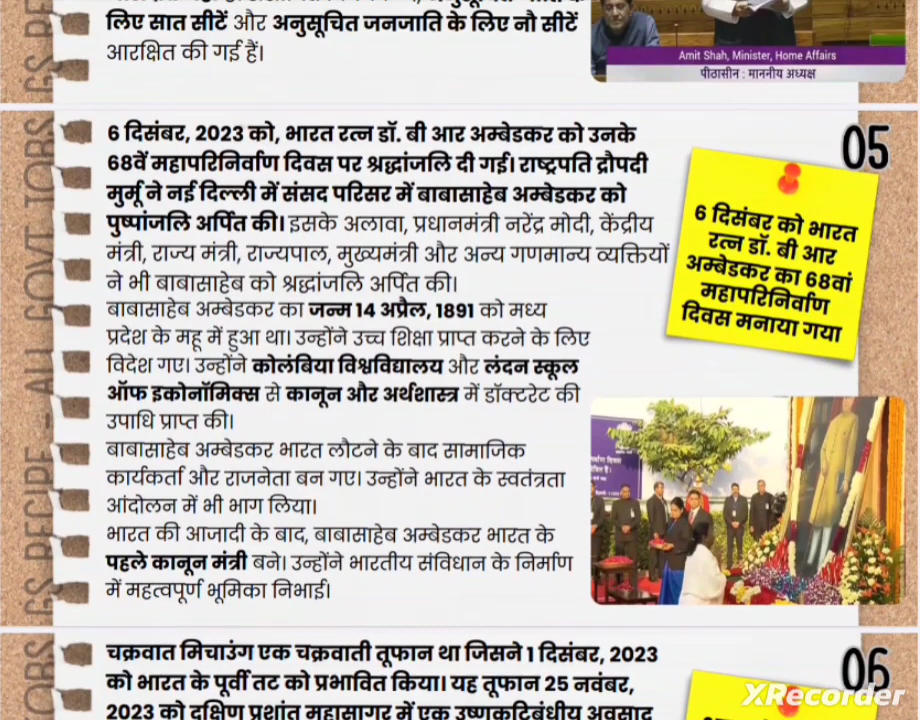 लिए सात सीटें और अनुसूचित जनजाति के लिए नौ सीटें
आरक्षित की गई हैं।
Amit Shah, Minister, Home Affairs
पीठासीन : माननीय अध्यक्ष
05
6 दिसंबर, 2023 को, भारत रत्न डॉ. बी आर अम्बेडकर को उनके
68वें महापरिनिर्वाण दिवस पर श्रद्धांजलि दी गई। राष्ट्रपति द्रौपदी
मुर्मू ने नई दिल्ली में संसद परिसर में बाबासाहेब अम्बेडकर को
पुष्पांजलि अर्पित की। इसके अलावा, प्रधानमंत्री नरेंद्र मोदी, केंद्रीय
मंत्री, राज्य मंत्री, राज्यपाल, मुख्यमंत्री और अन्य गणमान्य व्यक्तियों
ने भी बाबासाहेब को श्रद्धांजलि अर्पित की।
बाबासाहेब अम्बेडकर का जन्म 14 अप्रैल, 1891 को मध्य
प्रदेश के महू में हुआ था। उन्होंने उच्च शिक्षा प्राप्त करने के लिए
विदेश गए। उन्होंने कोलंबिया विश्वविद्यालय और लंदन स्कूल
ऑफ इकोनॉमिक्स से कानून और अर्थशास्त्र में डॉक्टरेट की
उपाधि प्राप्त की।
बाबासाहेब अम्बेडकर भारत लौटने के बाद सामाजिक
कार्यकर्ता और राजनेता बन गए। उन्होंने भारत के स्वतंत्रता
आंदोलन में भी भाग लिया।
भारत की आजादी के बाद, बाबासाहेब अम्बेडकर भारत के
पहले कानून मंत्री बने। उन्होंने भारतीय संविधान के निर्माण
में महत्वपूर्ण भूमिका निभाई।
6 दिसंबर को भारत
रत्न डॉ. बी आर
अम्बेडकर का 68वां
महापरिनिर्वाण
दिवस मनाया गया
RECIPE - ALL GOVT JOBS
06
चक्रवात मिचाउंग एक चक्रवाती तूफान था जिसने 1 दिसंबर, 2023
को भारत के पूर्वी तट को प्रभावित किया। यह तूफान 25 नवंबर,
2023 को दक्षिण प्रशांत महासागर में एक उष्णकटिबंधीय अवसाद
XRecorder